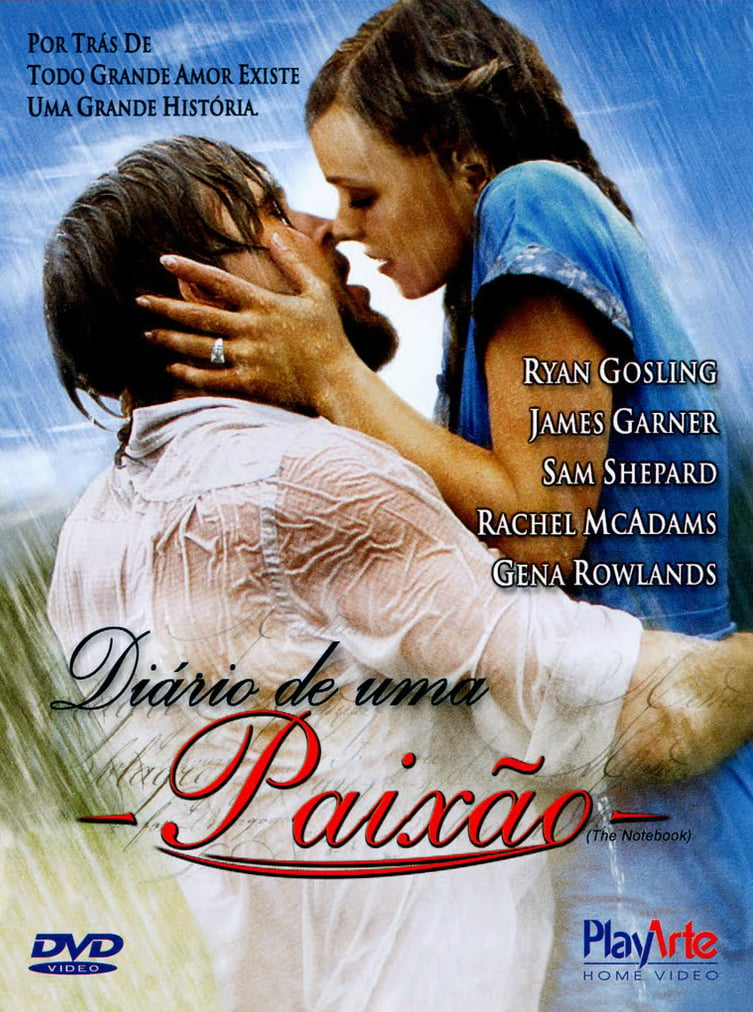 POR TRÁS DE
TODO GRANDE AMOR EXISTE
UMA GRANDE HISTÓRIA.
RYAN GOSLING
JAMES GARNER
SAM SHEPARD
RACHEL MCADAMS
GENA ROWLANDS
Diário de uma
Paixão
(The Notebook)
DVD
VIDEO
PlayArte
HOME VIDEO